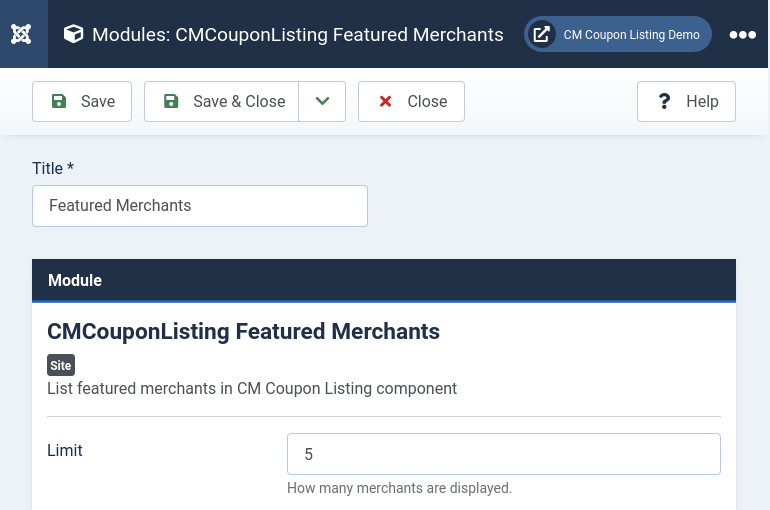 Modules: CMCouponListing Featured Merchants
CM Coupon Listing Demo
Save
Save & Close
Close
? Help
Title *
Featured Merchants
Module
CMCouponListing Featured Merchants
Site
List featured merchants in CM Coupon Listing component
Limit
5
How many merchants are displayed.